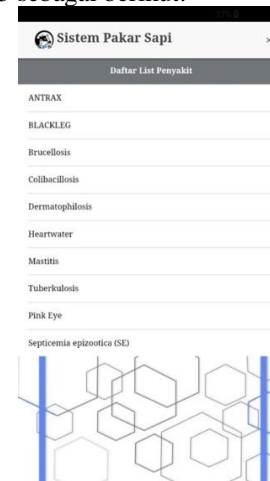 Sistem Pakar Sapi
Daftar List Penyakit
ANTRAX
BLACKLEG
Brucellosis
Colibacillosis
Dermatophilosis
Heartwater
Mastitis
Tuberkulosis
Pink Eye
Septicemia epizootica (SE)